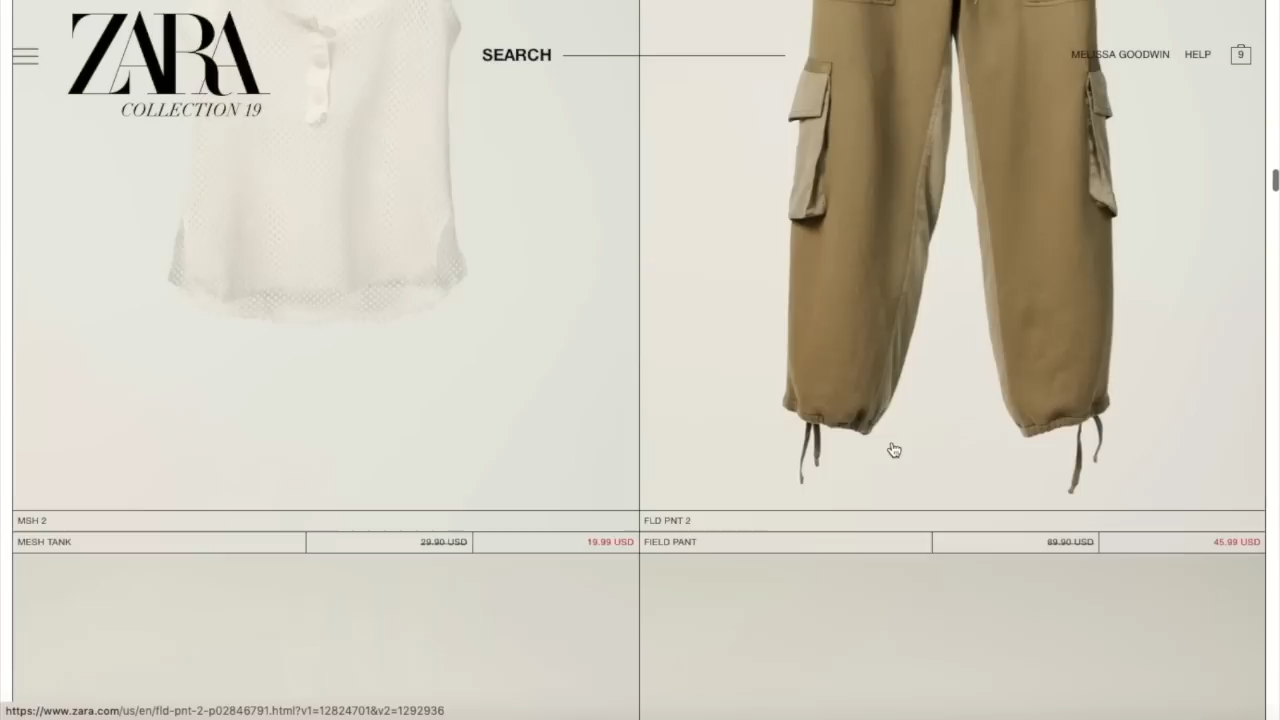 ZARA
COLLECTION 19
SEARCH
MELISSA GOODWIN HELP 9
MSH 2
MESH TANK 29.90 USD 19.99 USD
FLD PNT 2
FIELD PANT 89.90 USD 45.99 USD
https://www.zara.com/us/en/fld-pnt-2-p02846791.html?v1=12824701&v2=1292936